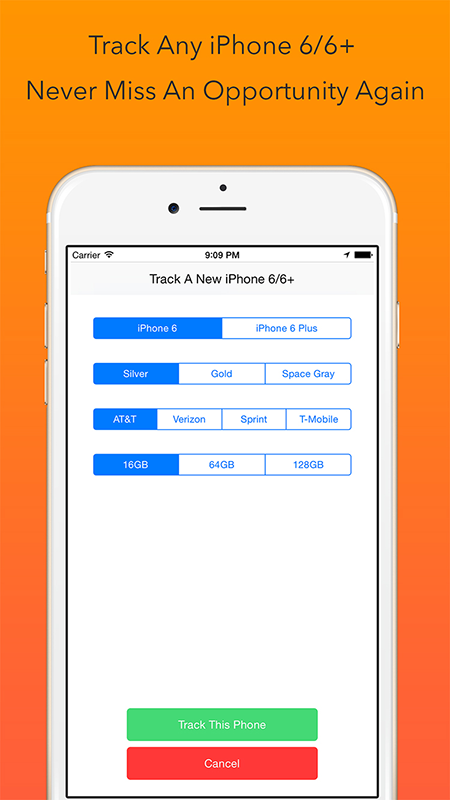 Track Any iPhone 6/6+
Never Miss An Opportunity Again
Carrier 9:09 PM
Track A New iPhone 6/6+
iPhone 6 iPhone 6 Plus
Silver Gold Space Gray
AT&T Verizon Sprint T-Mobile
16GB 64GB 128GB
Track This Phone
Cancel